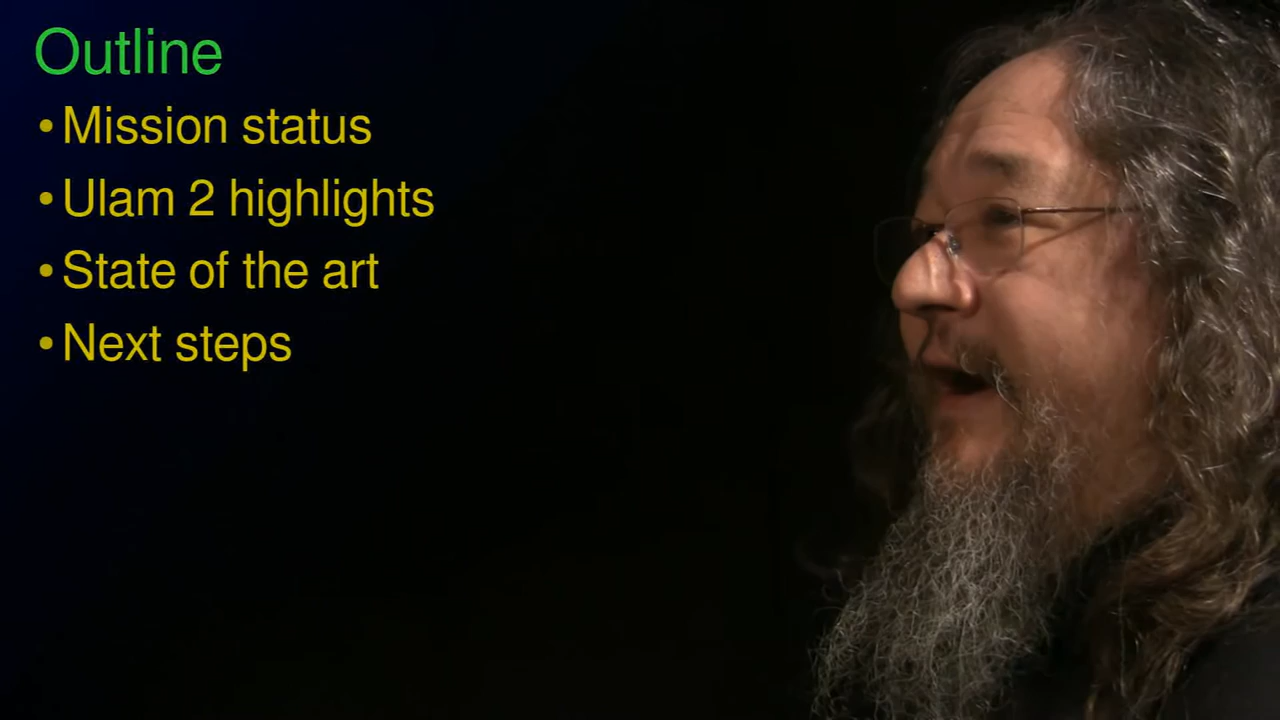 Outline
• Mission status
• Ulam 2 highlights
• State of the art
• Next steps